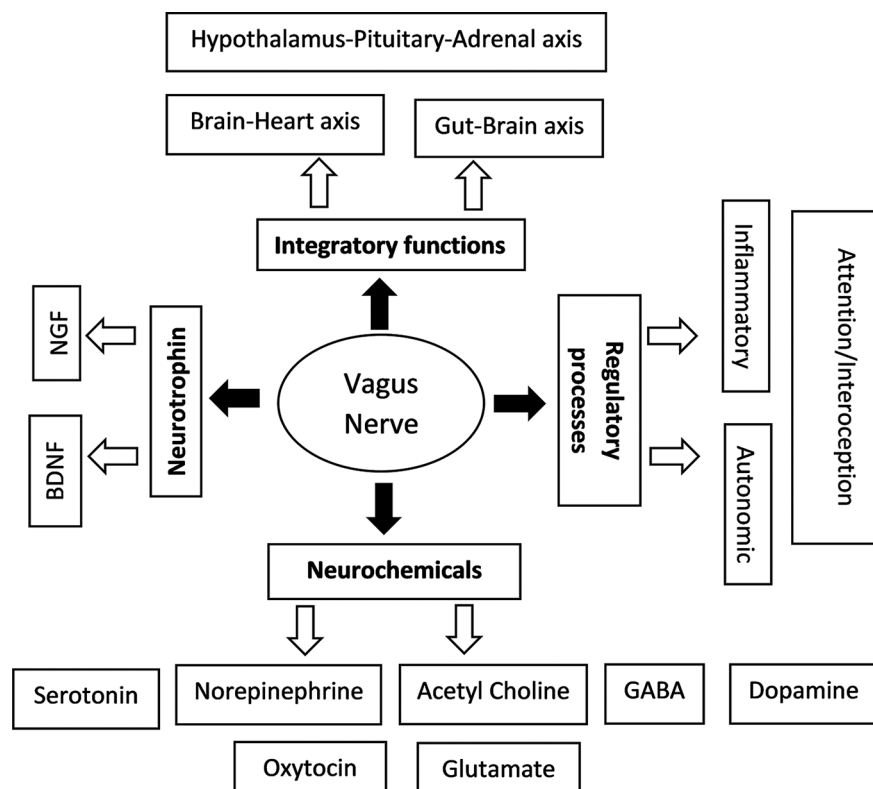 Hypothalamus-Pituitary-Adrenal axis
Brain-Heart axis
Gut-Brain axis
Integratory functions
NGF
BDNF
Neurotrophin
Vagus
Nerve
Regulatory
processes
Inflammatory
Autonomic
Attention/Interoception
Neurochemicals
Serotonin
Norepinephrine
Acetyl Choline
GABA
Dopamine
Oxytocin
Glutamate